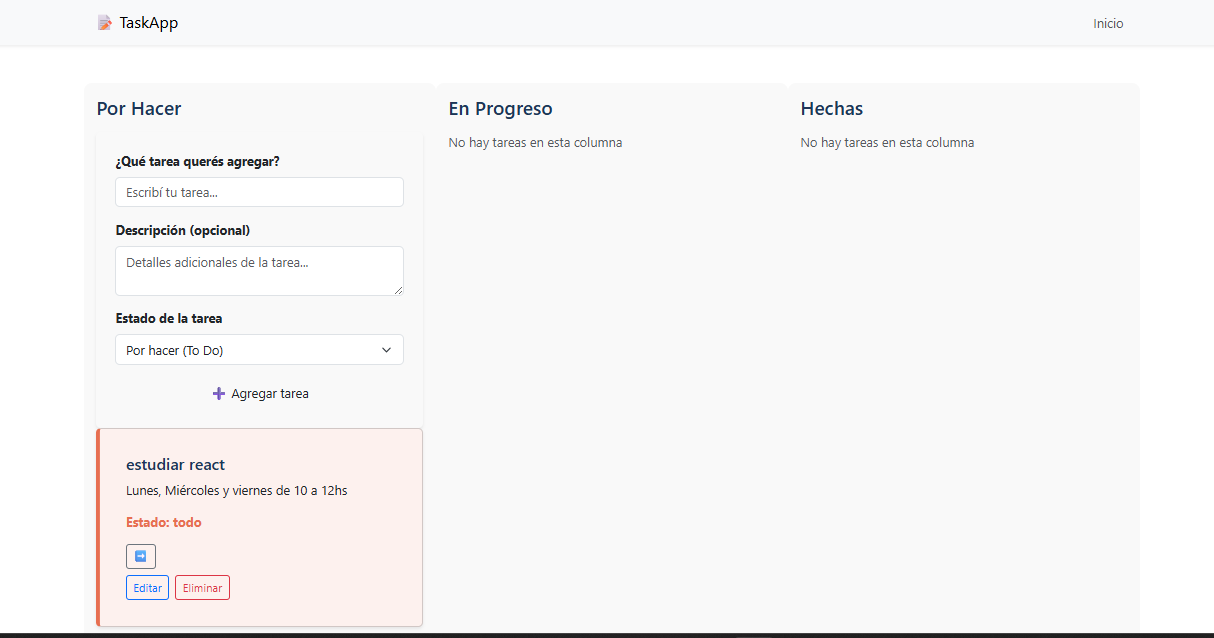 TaskApp
Inicio
Por Hacer
¿Qué tarea querés agregar?
Escribí tu tarea...
Descripción (opcional)
Detalles adicionales de la tarea...
Estado de la tarea
Por hacer (To Do)
Agregar tarea
estudiar react
Lunes, Miércoles y viernes de 10 a 12hs
Estado: todo
Editar Eliminar
En Progreso
No hay tareas en esta columna
Hechas
No hay tareas en esta columna